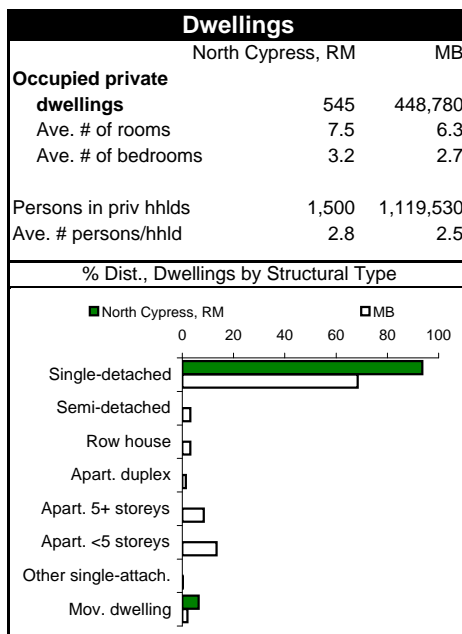 Dwellings
North Cypress, RM MB
Occupied private
dwellings 545 448,780
Ave. # of rooms 7.5 6.3
Ave. # of bedrooms 3.2 2.7
Persons in priv hhlds 1,500 1,119,530
Ave. # persons/hhld 2.8 2.5
% Dist., Dwellings by Structural Type
North Cypress, RM MB
0 20 40 60 80 100
Single-detached
Semi-detached
Row house
Apart. duplex
Apart. 5+ storeys
Apart. <5 storeys
Other single-attach.
Mov. dwelling